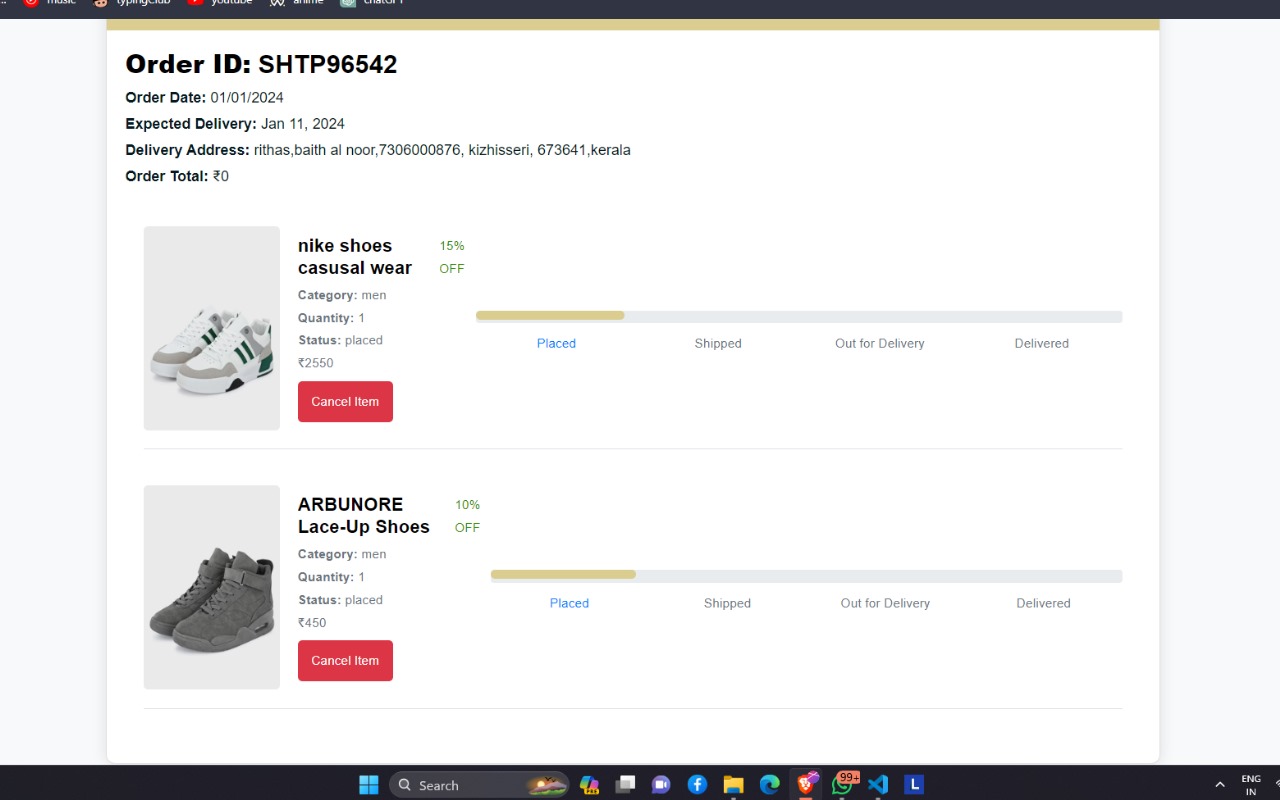 music typingClub youtube anime chatGPT
Order ID: SHTP96542
Order Date: 01/01/2024
Expected Delivery: Jan 11, 2024
Delivery Address: rithas,baith al noor,7306000876, kizhisseri, 673641,kerala
Order Total: ₹0
nike shoes 15%
casusal wear OFF
Category: men
Quantity: 1
Status: placed
₹2550
Cancel Item
Placed Shipped Out for Delivery Delivered
ARBUNORE 10%
Lace-Up Shoes OFF
Category: men
Quantity: 1
Status: placed
₹450
Cancel Item
Placed Shipped Out for Delivery Delivered
Search 99+ L ENG
IN